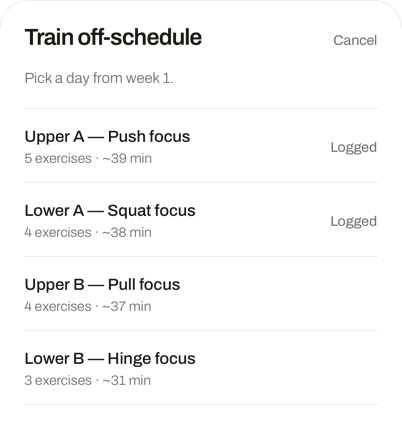 Train off-schedule
Cancel
Pick a day from week 1.
Upper A — Push focus
5 exercises · ~39 min
Logged
Lower A — Squat focus
4 exercises · ~38 min
Logged
Upper B — Pull focus
4 exercises · ~37 min
Lower B — Hinge focus
3 exercises · ~31 min